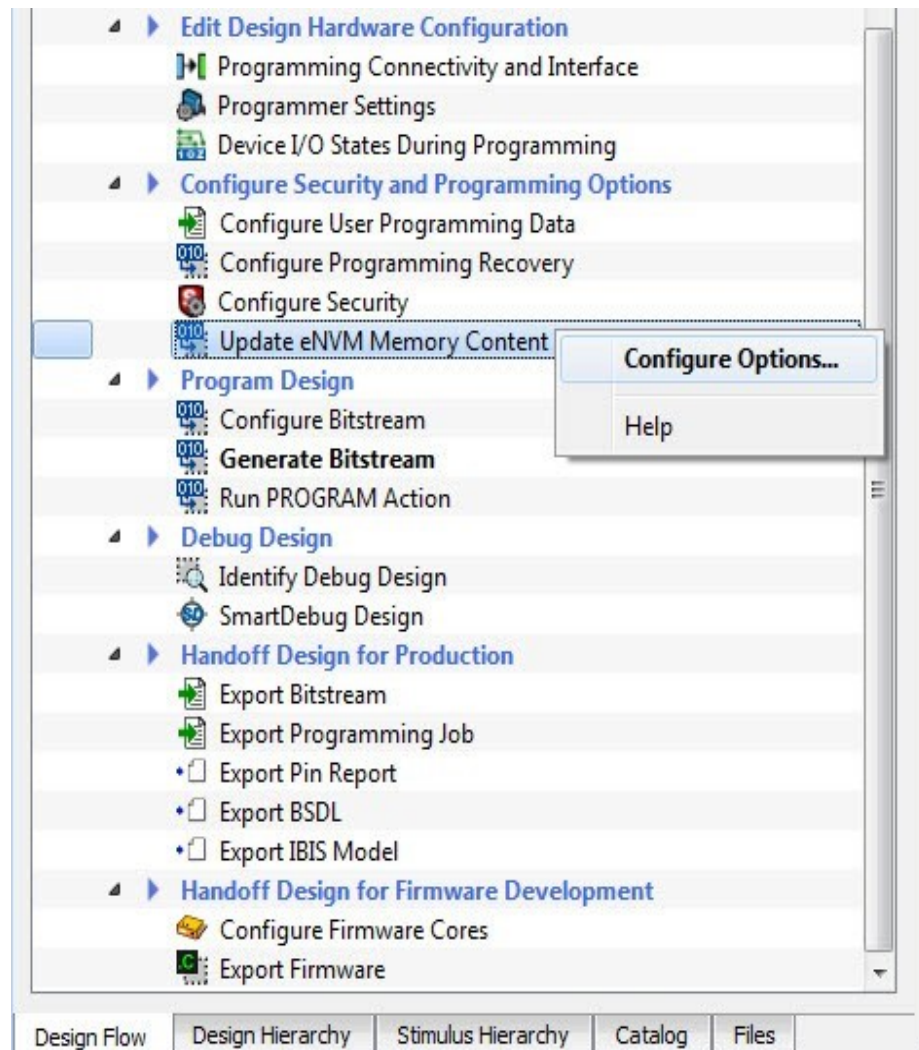 Edit Design Hardware Configuration
Programming Connectivity and Interface
Programmer Settings
Device I/O States During Programming
Configure Security and Programming Options
Configure User Programming Data
Configure Programming Recovery
Configure Security
Update eNVM Memory Content
Configure Options...
Program Design
Configure Bitstream
Help
Generate Bitstream
Run PROGRAM Action
Debug Design
Identify Debug Design
SmartDebug Design
Handoff Design for Production
Export Bitstream
Export Programming Job
Export Pin Report
Export BSDL
Export IBIS Model
Handoff Design for Firmware Development
Configure Firmware Cores
Export Firmware
Design Flow Design Hierarchy Stimulus Hierarchy Catalog Files